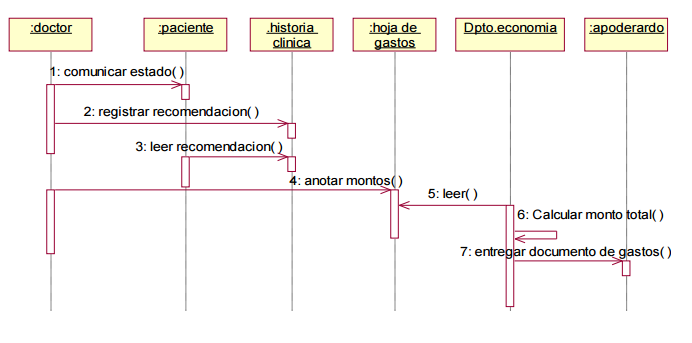 :doctor
:paciente
:historia
clinica
:hoja de
gastos
Dpto.economia
:apoderardo
1: comunicar estado( )
2: registrar recomendacion( )
3: leer recomendacion( )
4: anotar montos( )
5: leer( )
6: Calcular monto total( )
7: entregar documento de gastos( )